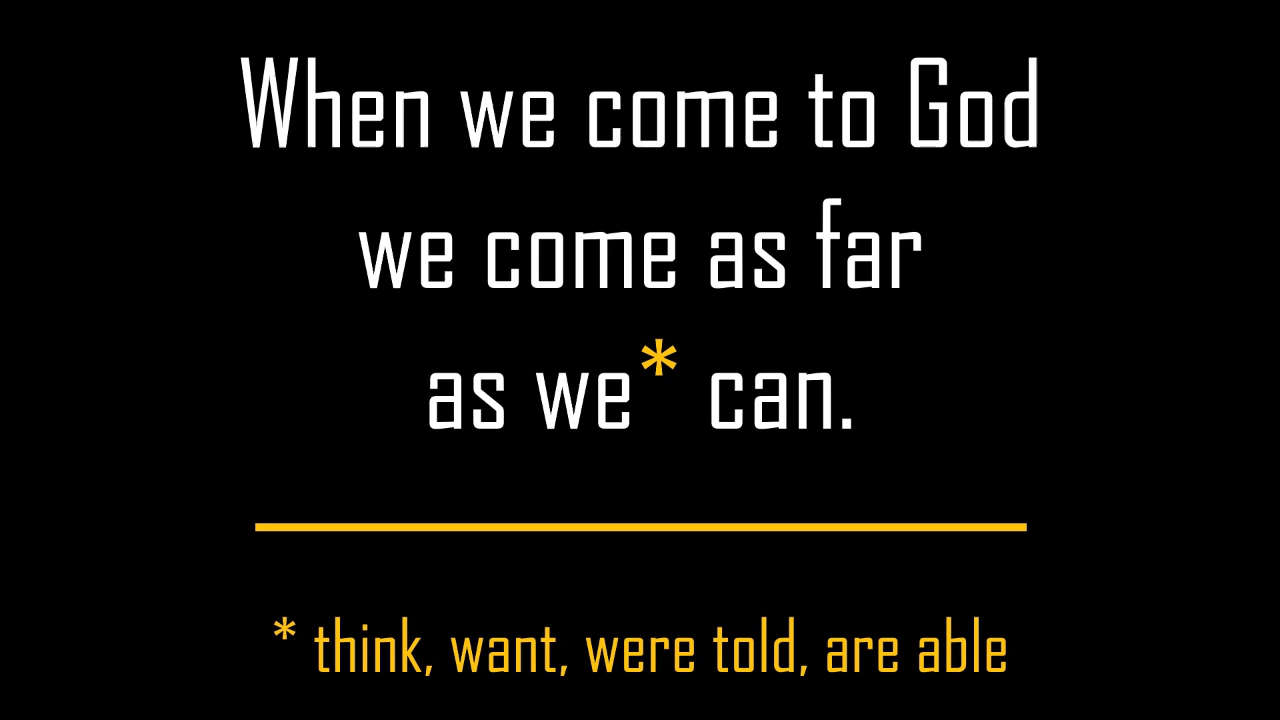 When we come to God
we come as far
as we* can.
* think, want, were told, are able